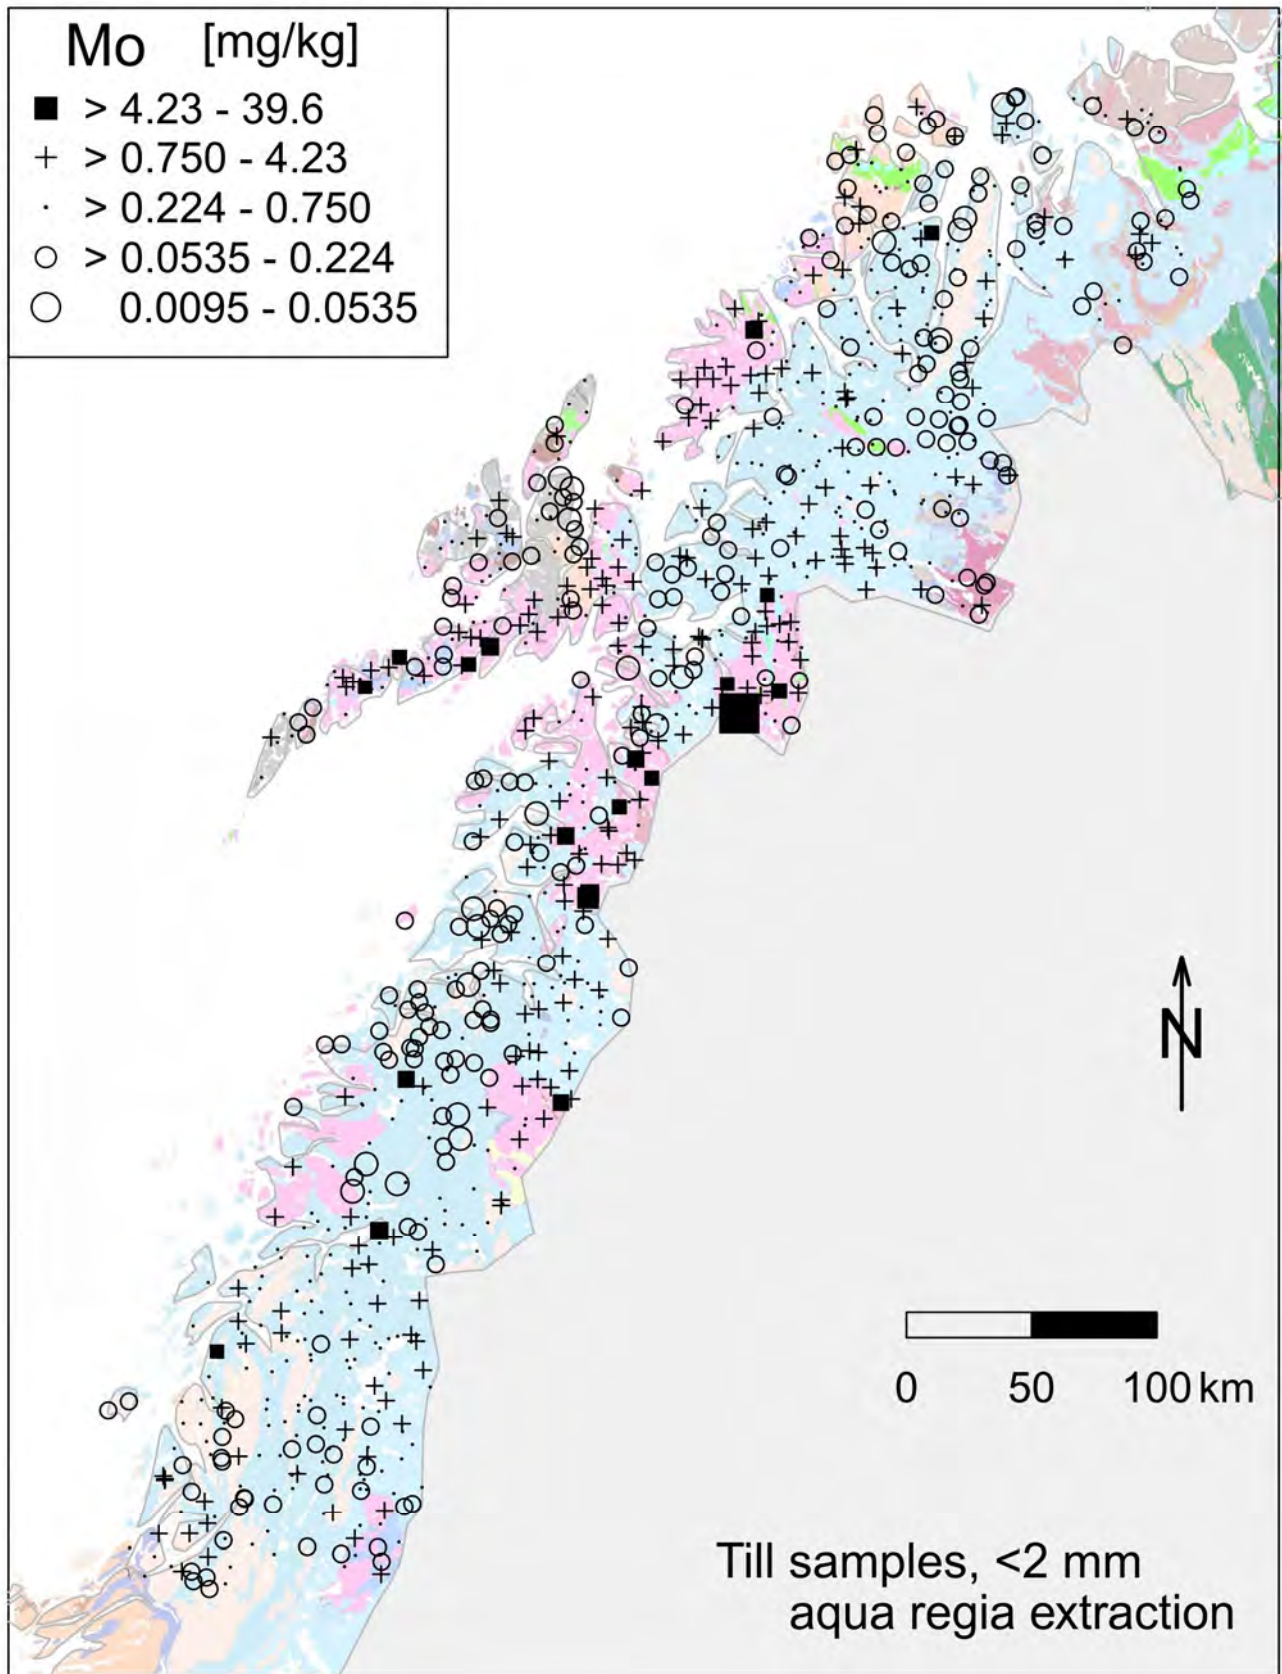 Mo [mg/kg]
> 4.23 - 39.6
> 0.750 - 4.23
> 0.224 - 0.750
> 0.0535 - 0.224
0.0095 - 0.0535
N
0 50 100 km
Till samples, <2 mm
aqua regia extraction